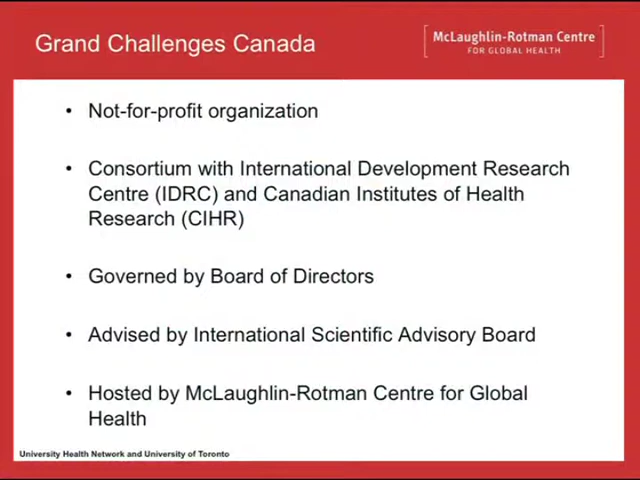 Grand Challenges Canada
McLaughlin-Rotman Centre
FOR GLOBAL HEALTH
• Not-for-profit organization
• Consortium with International Development Research
Centre (IDRC) and Canadian Institutes of Health
Research (CIHR)
• Governed by Board of Directors
• Advised by International Scientific Advisory Board
• Hosted by McLaughlin-Rotman Centre for Global
Health
University Health Network and University of Toronto